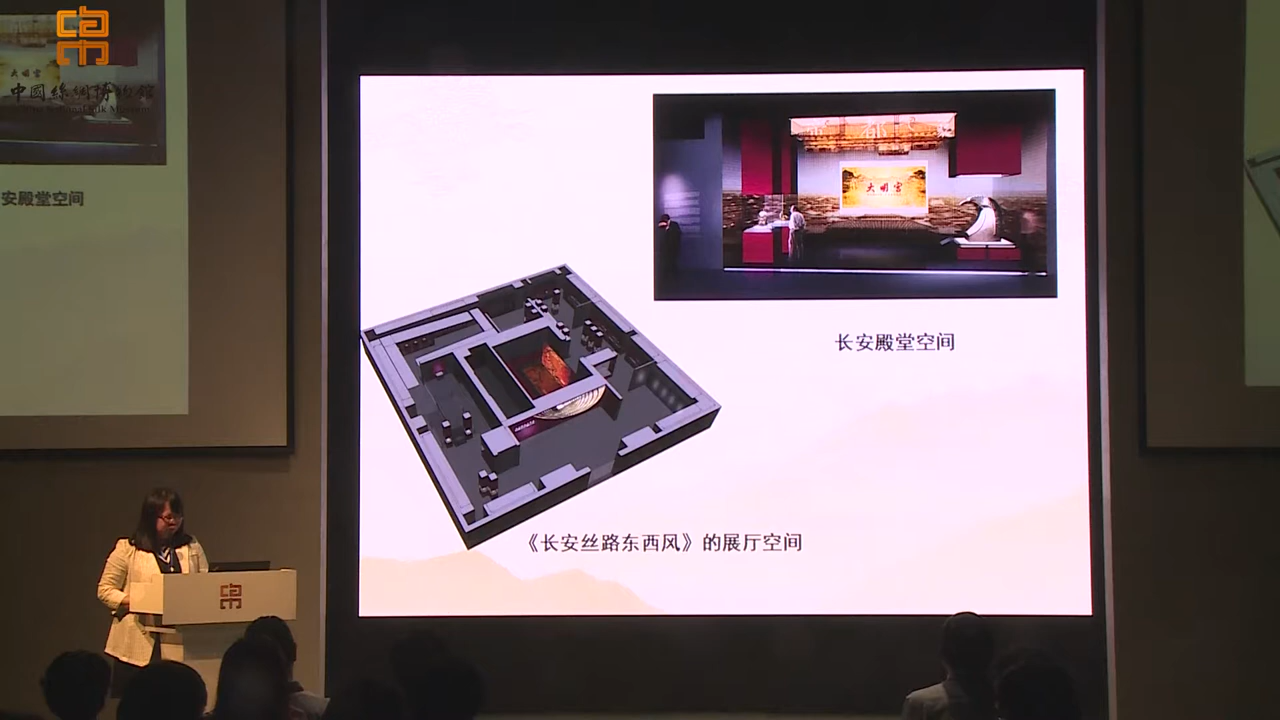 中國絲綢博物館
安殿堂空间
大明宫
长安殿堂空间
《长安丝路东西风》的展厅空间